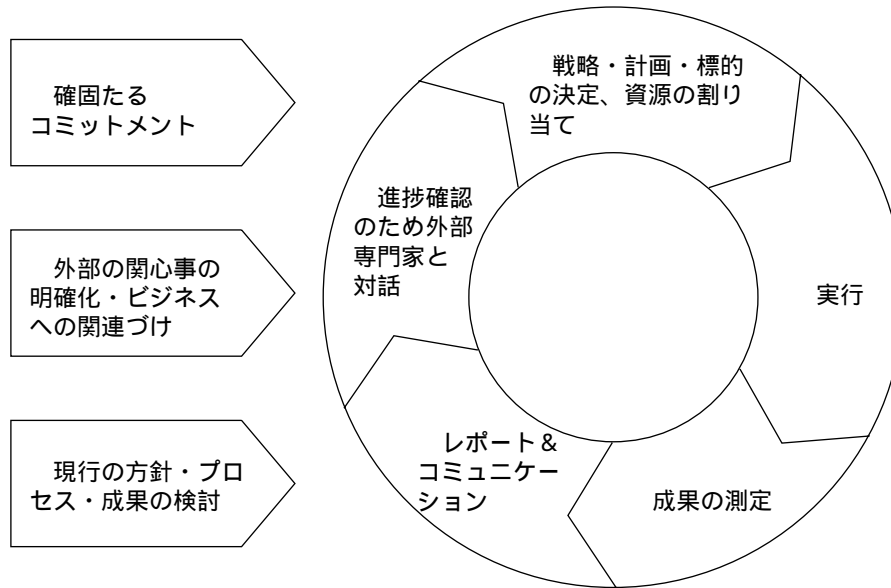 確固たる
コミットメント
外部の関心事の
明確化・ビジネス
への関連づけ
現行の方針・プロ
セス・成果の検討
戦略・計画・標的
の決定、資源の割り
当て
実行
成果の測定
レポート＆
コミュニケー
ション
進捗確認
のため外部
専門家と
対話